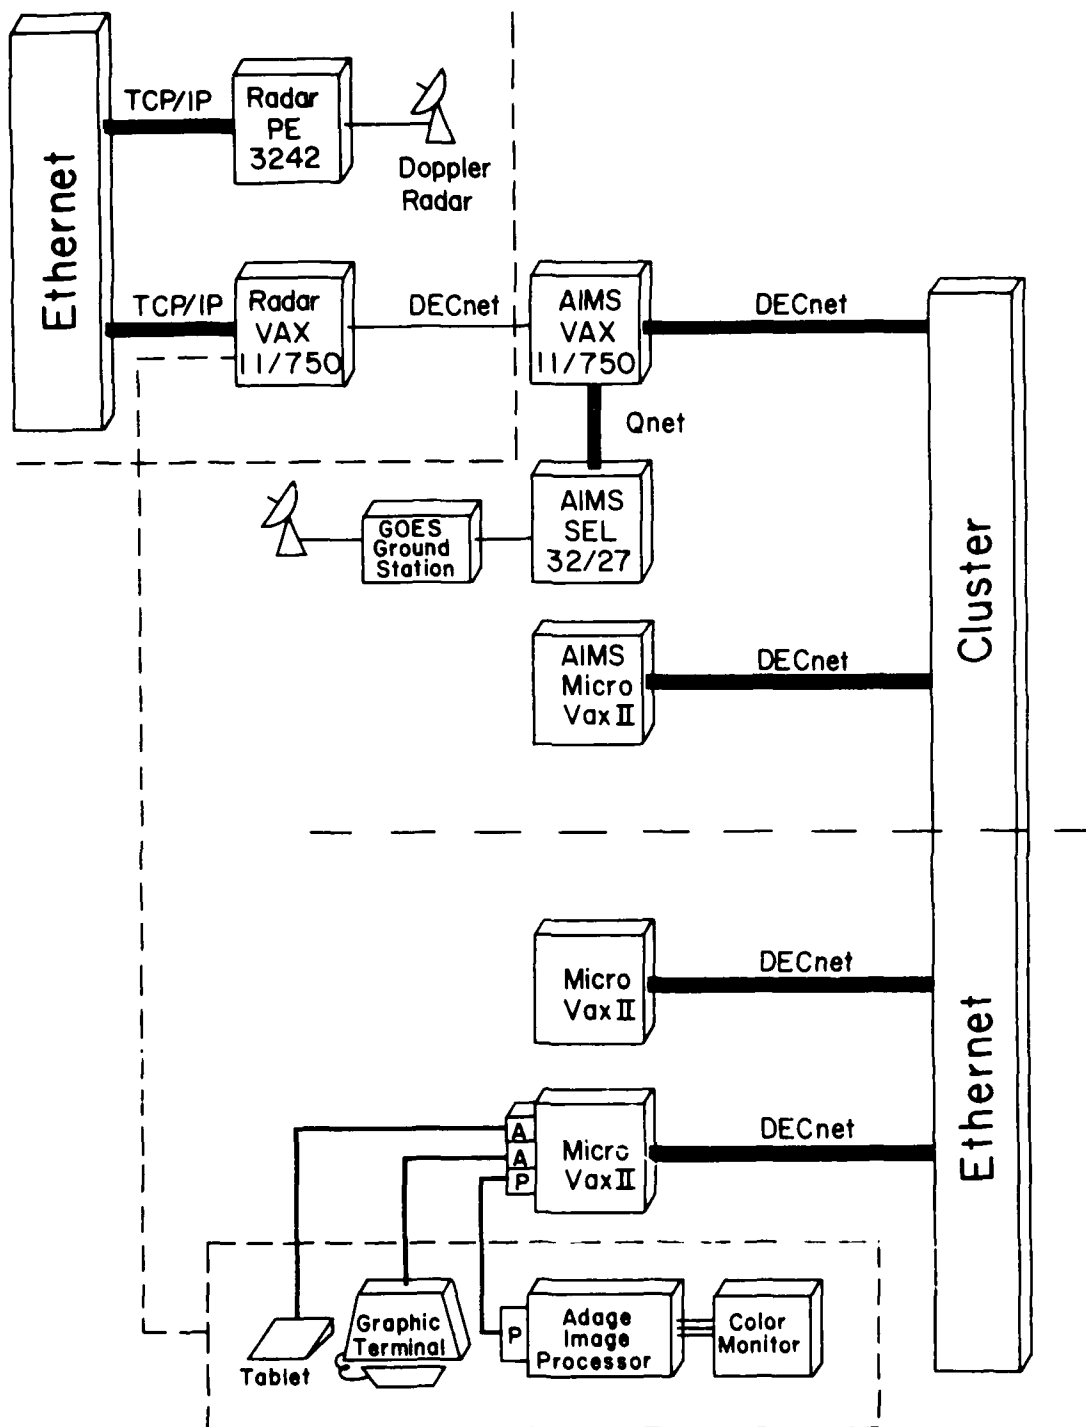 Ethernet
TCP/IP
Radar
PE
3242
Doppler
Radar
TCP/IP
Radar
VAX
11/750
DECnet
AIMS
VAX
11/750
DECnet
Qnet
AIMS
SEL
32/27
GOES
Ground
Station
Cluster
AIMS
Micro
Vax II
DECnet
Micro
Vax II
DECnet
Ethernet
A
A
P
Micro
Vax II
DECnet
Tablet
Graphic
Terminal
P
Adage
Image
Processor
Color
Monitor